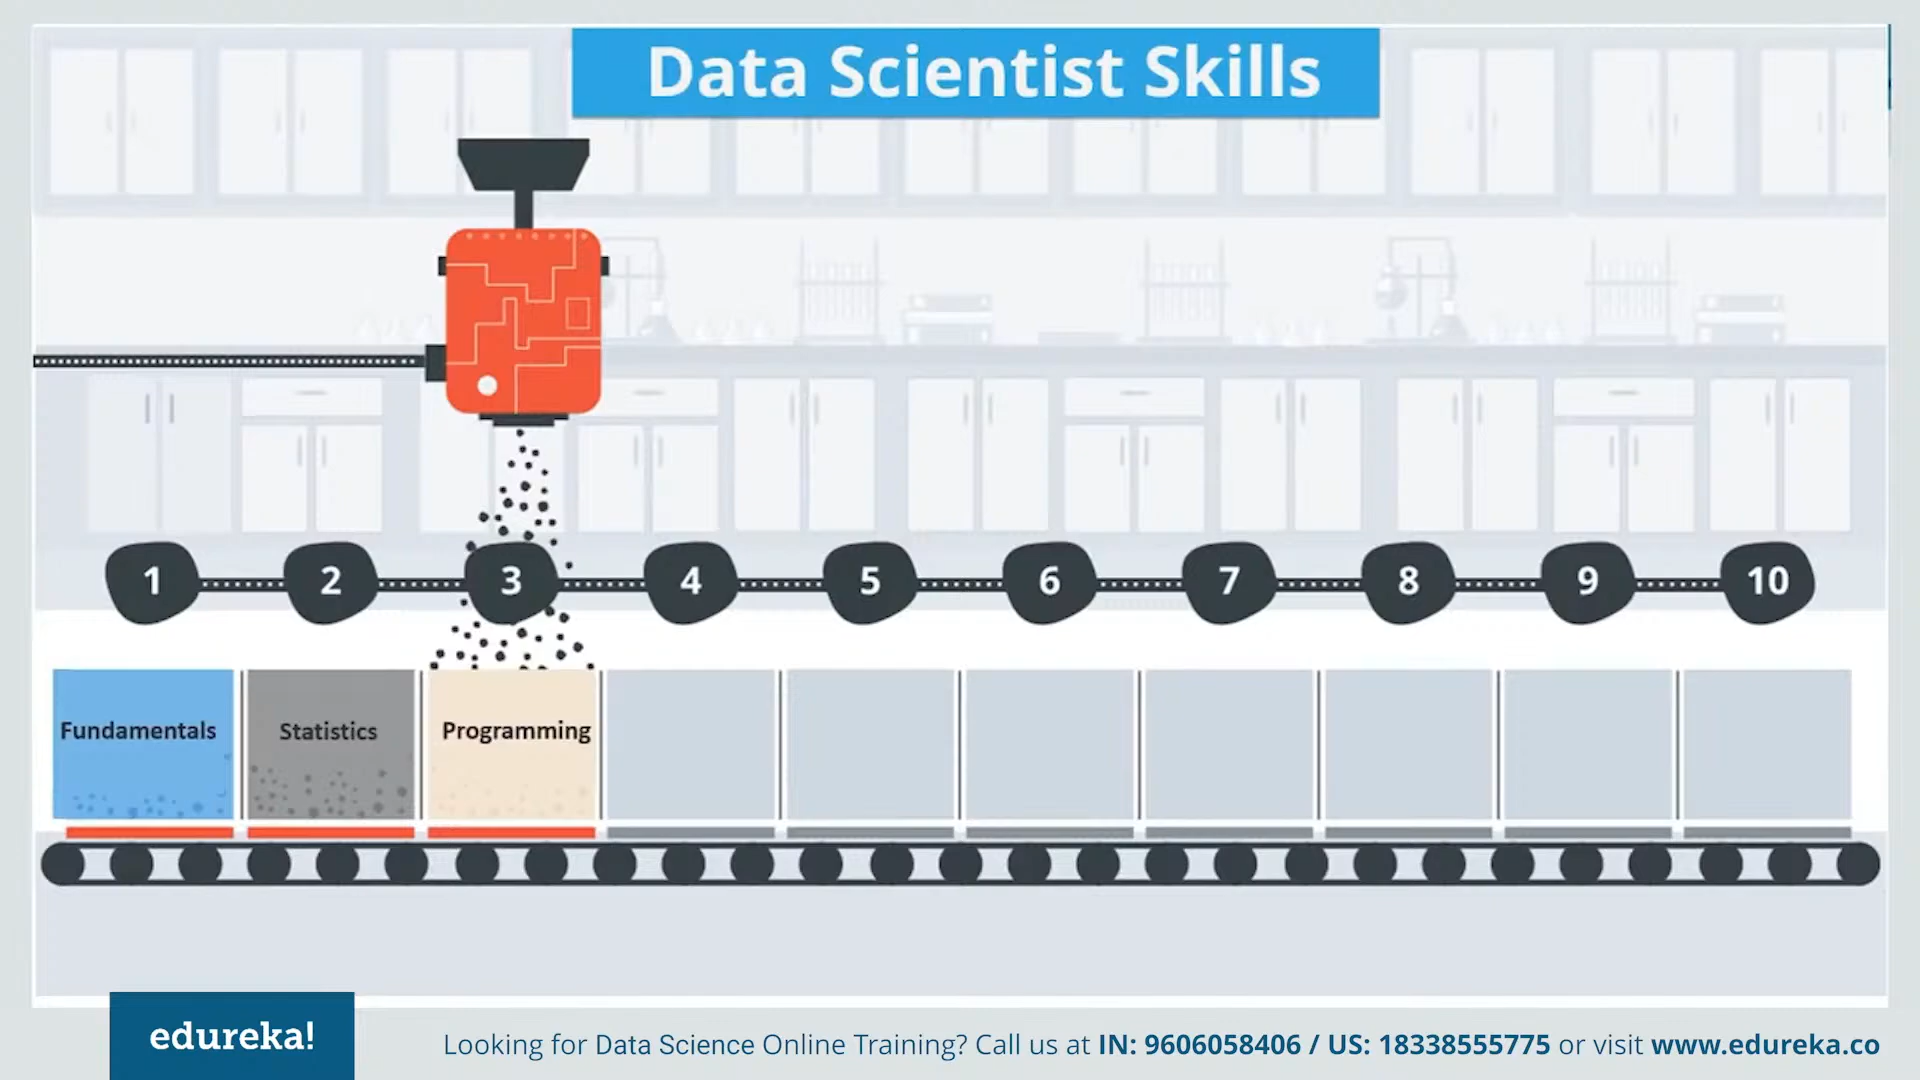 Data Scientist Skills
1 2 3 4 5 6 7 8 9 10
Fundamentals Statistics Programming
edureka!
Looking for Data Science Online Training? Call us at IN: 9606058406 / US: 18338555775 or visit www.edureka.co